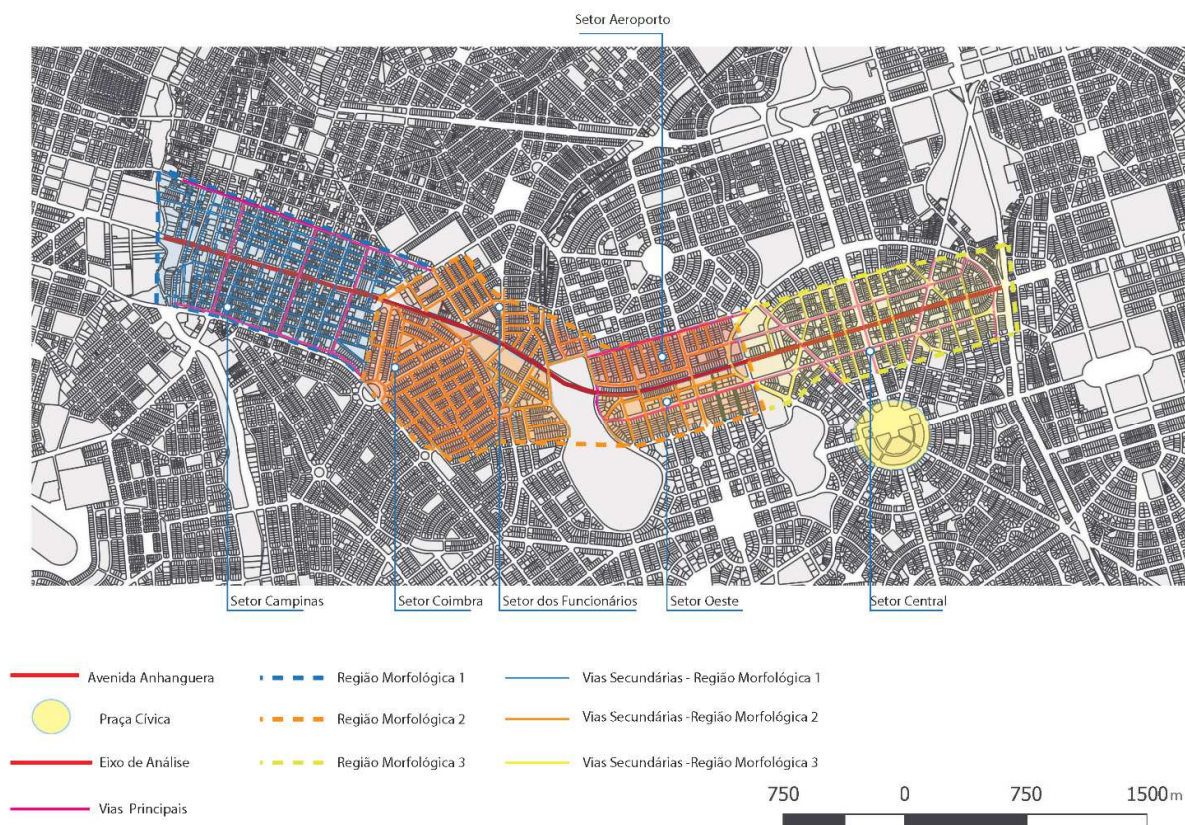 Setor Aeroporto
Setor Campinas
Setor Coimbra
Setor dos Funcionários
Setor Oeste
Setor Central
Avenida Anhanguera
Região Morfológica 1
Vias Secundárias - Região Morfológica 1
Praça Cívica
Região Morfológica 2
Vias Secundárias -Região Morfológica 2
Eixo de Análise
Região Morfológica 3
Vias Secundárias -Região Morfológica 3
Vias Principais
750 0 750 1500 m